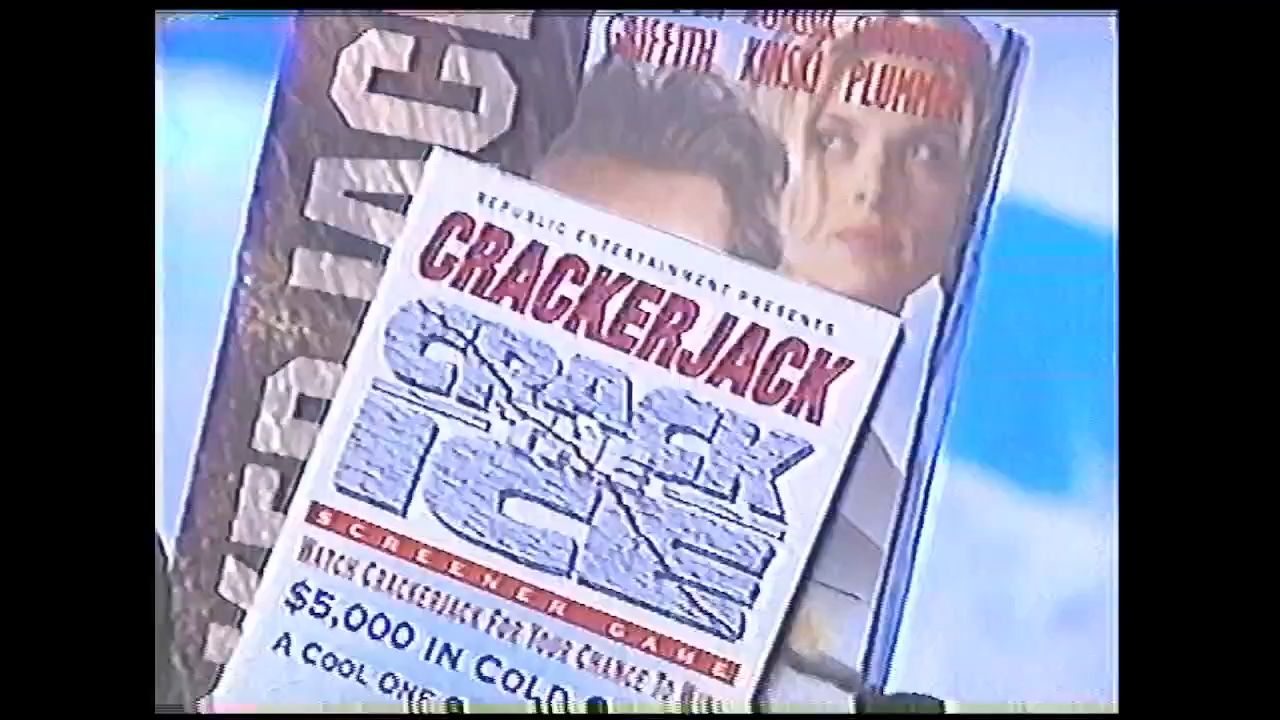 GRIFFITH KINSKI PLUMMER
REPUBLIC ENTERTAINMENT PRESENTS
CRACKERJACK
CRACK
THE
ICE
SCREENER GAME
WATCH CRACKERJACK FOR YOUR CHANCE TO WIN
$5,000 IN COLD
A COOL ONE